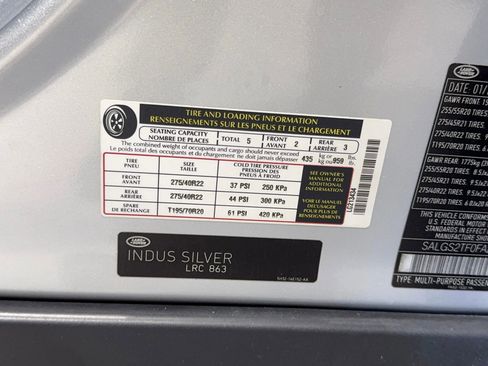 TIRE AND LOADING INFORMATION
RENSEIGNEMENTS SUR LES PNEUS ET LE CHARGEMENT
SEATING CAPACITY
NOMBRE DE PLACES
TOTAL 5
FRONT
AVANT 2
REAR
ARRIÈRE 3
The combined weight of occupants and cargo should never exceed
Le poids total des occupants et du chargement ne doit jamais dépasser 435 kg or 959 lbs.
kg ou lb.
TIRE
PNEU
SIZE
TAILLE
COLD TIRE PRESSURE
PRESSION DES PNEUS
À FROID
FRONT
AVANT
275/40R22
37 PSI 250 KPa
REAR
ARRIÈRE
275/40R22
44 PSI 300 KPa
SPARE
DE RECHANGE
T195/70R20
61 PSI 420 KPa
SEE OWNER'S
MANUAL FOR
ADDITIONAL
INFORMATION
VOIR LE MANUEL
DE L'USAGER
POUR PLUS DE
RENSEIGNEMENTS
LAND-
ROVER
INDUS SILVER
LRC 863
LAND-
ROVER
DATE: 01/
GAWR FRONT 15
255/55R20 TIRES
275/45R21 TIRES
275/40R22 TIRES
T195/70R20 TIRES
GAWR REAR 1775kg
255/55R20 TIRES
275/45R21 TIRES
275/40R22 TIRES
T195/70R20 TIRES
THIS VEHICLE CONFORMS
U.S. FEDERAL MOTOR
SALGS2TF0FA
TYPE: MULTI-PURPOSE PASSEN